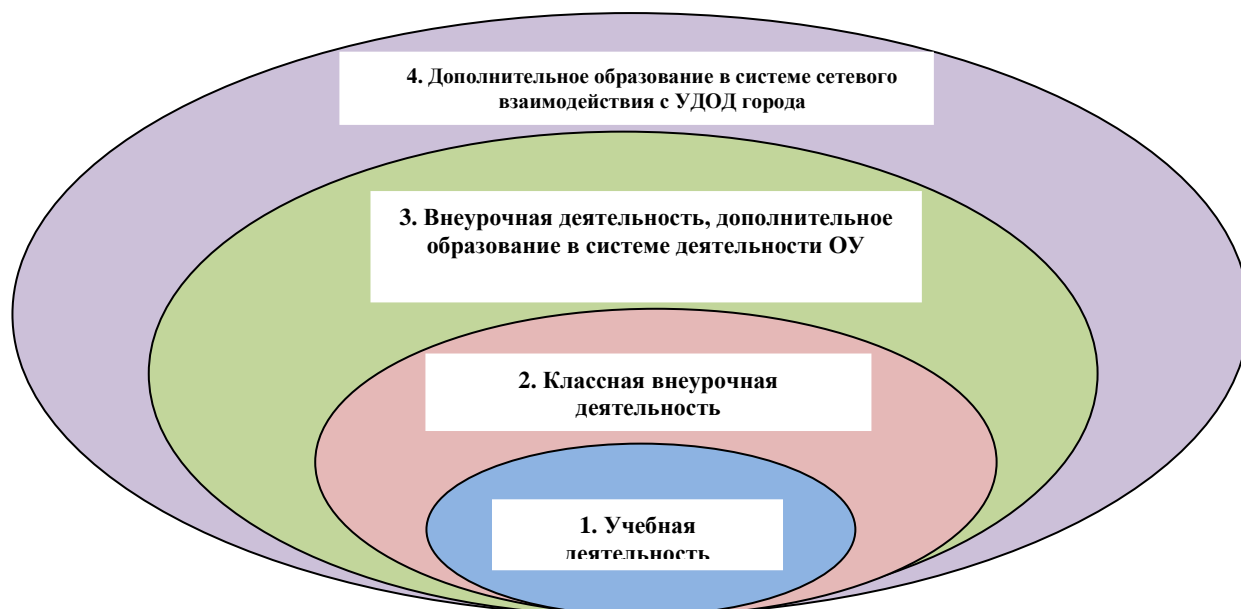 4. Дополнительное образование в системе сетевого
взаимодействия с УДОД города
3. Внеурочная деятельность, дополнительное
образование в системе деятельности ОУ
2. Классная внеурочная
деятельность
1. Учебная
деятельность